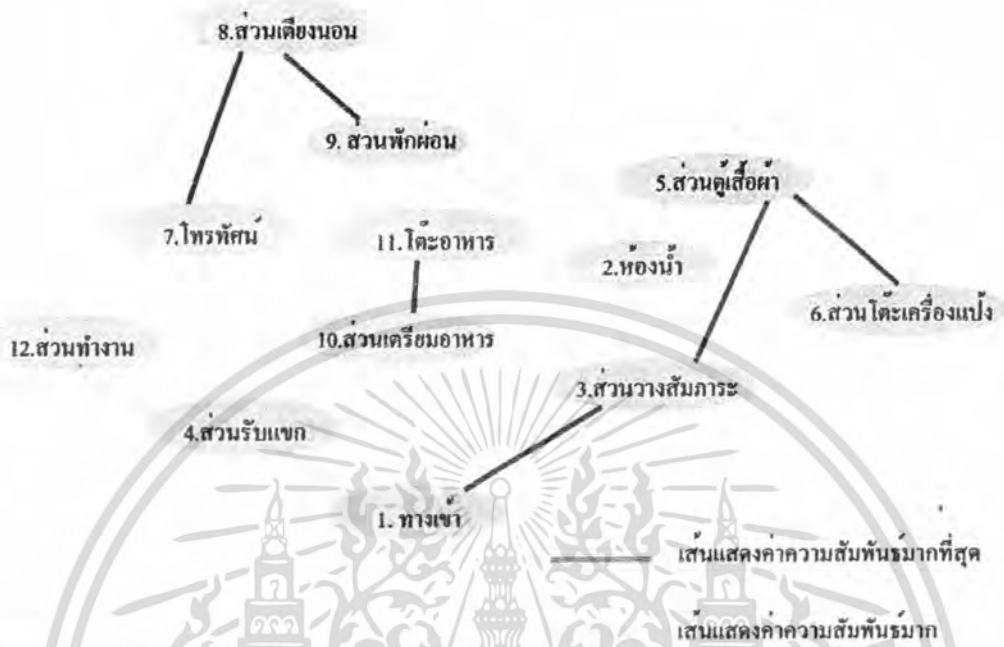 8.ส่วนเตียงนอน
9. ส่วนพักผ่อน
5.ส่วนตู้เสื้อผ้า
7.โทรทัศน์
11.โต๊ะอาหาร
2.ห้องน้ำ
6.ส่วนโต๊ะเครื่องแป้ง
12.ส่วนทำงาน
10.ส่วนเตรียมอาหาร
3.ส่วนวางสัมภาระ
4.ส่วนรับแขก
1. ทางเข้า
เส้นแสดงค่าความสัมพันธ์มากที่สุด
เส้นแสดงค่าความสัมพันธ์มาก